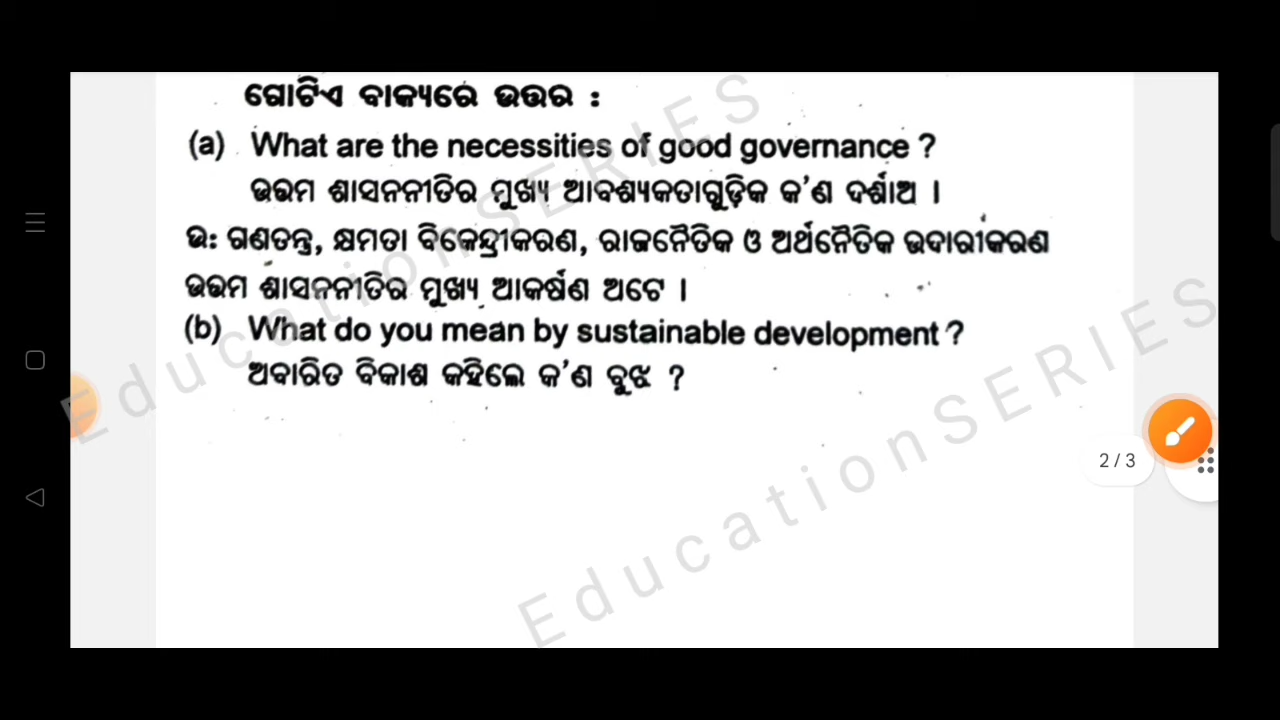 ଗୋଟିଏ ବାକ୍ୟରେ ଉତ୍ତର :
(a) What are the necessities of good governance ?
ଉତ୍ତମ ଶାସନନୀତିର ମୁଖ୍ୟ ଆବଶ୍ୟକତାଗୁଡ଼ିକ କ'ଣ ଦର୍ଶାଅ ।
ଉ: ଗଣତନ୍ତ୍ର, କ୍ଷମତା ବିକେନ୍ଦ୍ରୀକରଣ, ରାଜନୈତିକ ଓ ଅର୍ଥନୈତିକ ଉଦାରୀକରଣ
ଉତ୍ତମ ଶାସନନୀତିର ମୁଖ୍ୟ ଆକର୍ଷଣ ଅଟେ ।
(b) What do you mean by sustainable development ?
ଅବାରିତ ବିକାଶ କହିଲେ କ'ଣ ବୁଝ ?
EducationSERIES
EducationSERIES
2 / 3